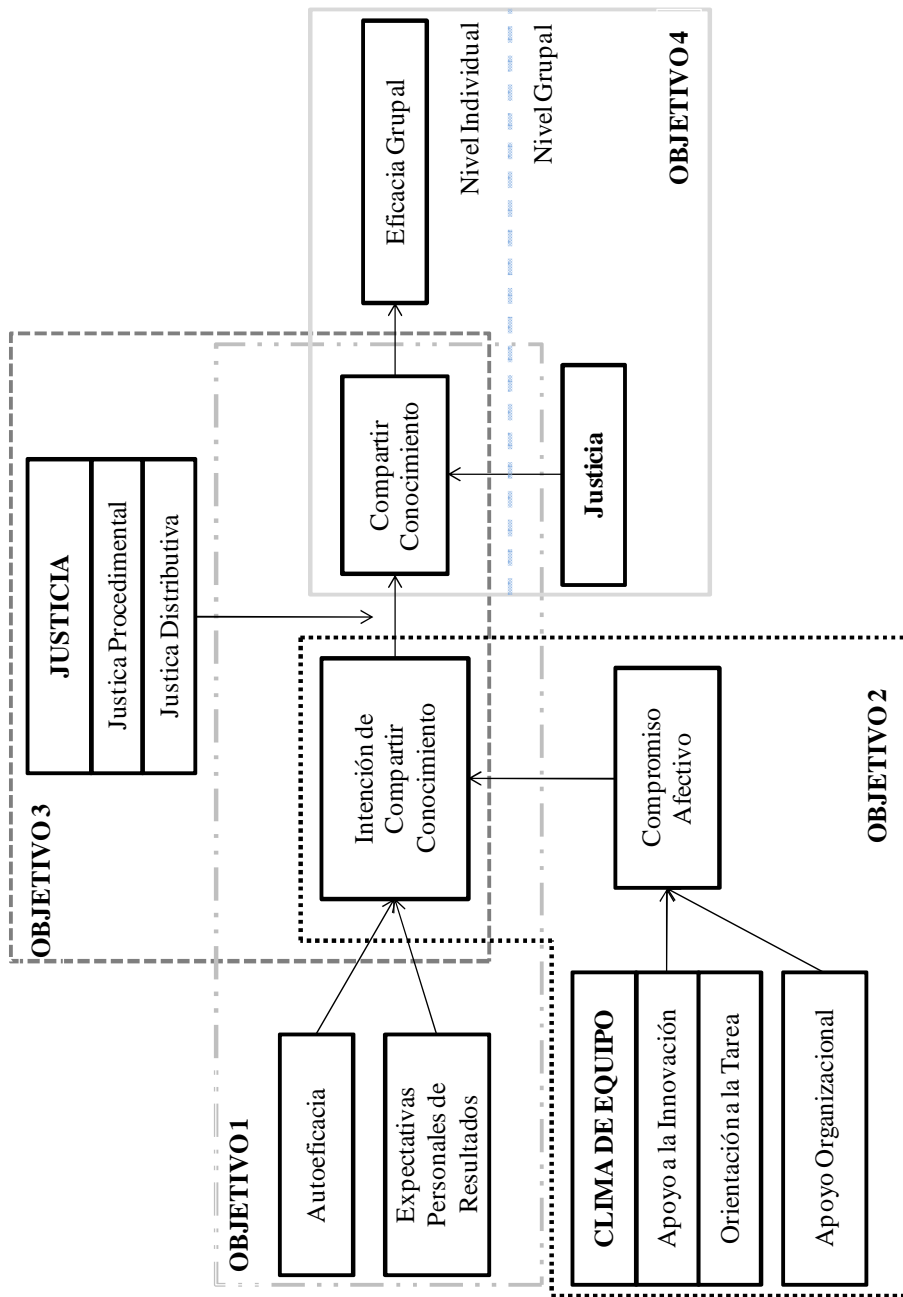 OBJETIVO 3
JUSTICIA
Justica Procedimental
Justica Distributiva
OBJETIVO 1
Autoeficacia
Expectativas
Personales de
Resultados
Intención de
Compartir
Conocimiento
Compartir
Conocimiento
Eficacia Grupal
Nivel Individual
Nivel Grupal
Justicia
OBJETIVO 4
CLIMA DE EQUIPO
Apoyo a la Innovación
Orientación a la Tarea
Apoyo Organizacional
Compromiso
Afectivo
OBJETIVO 2